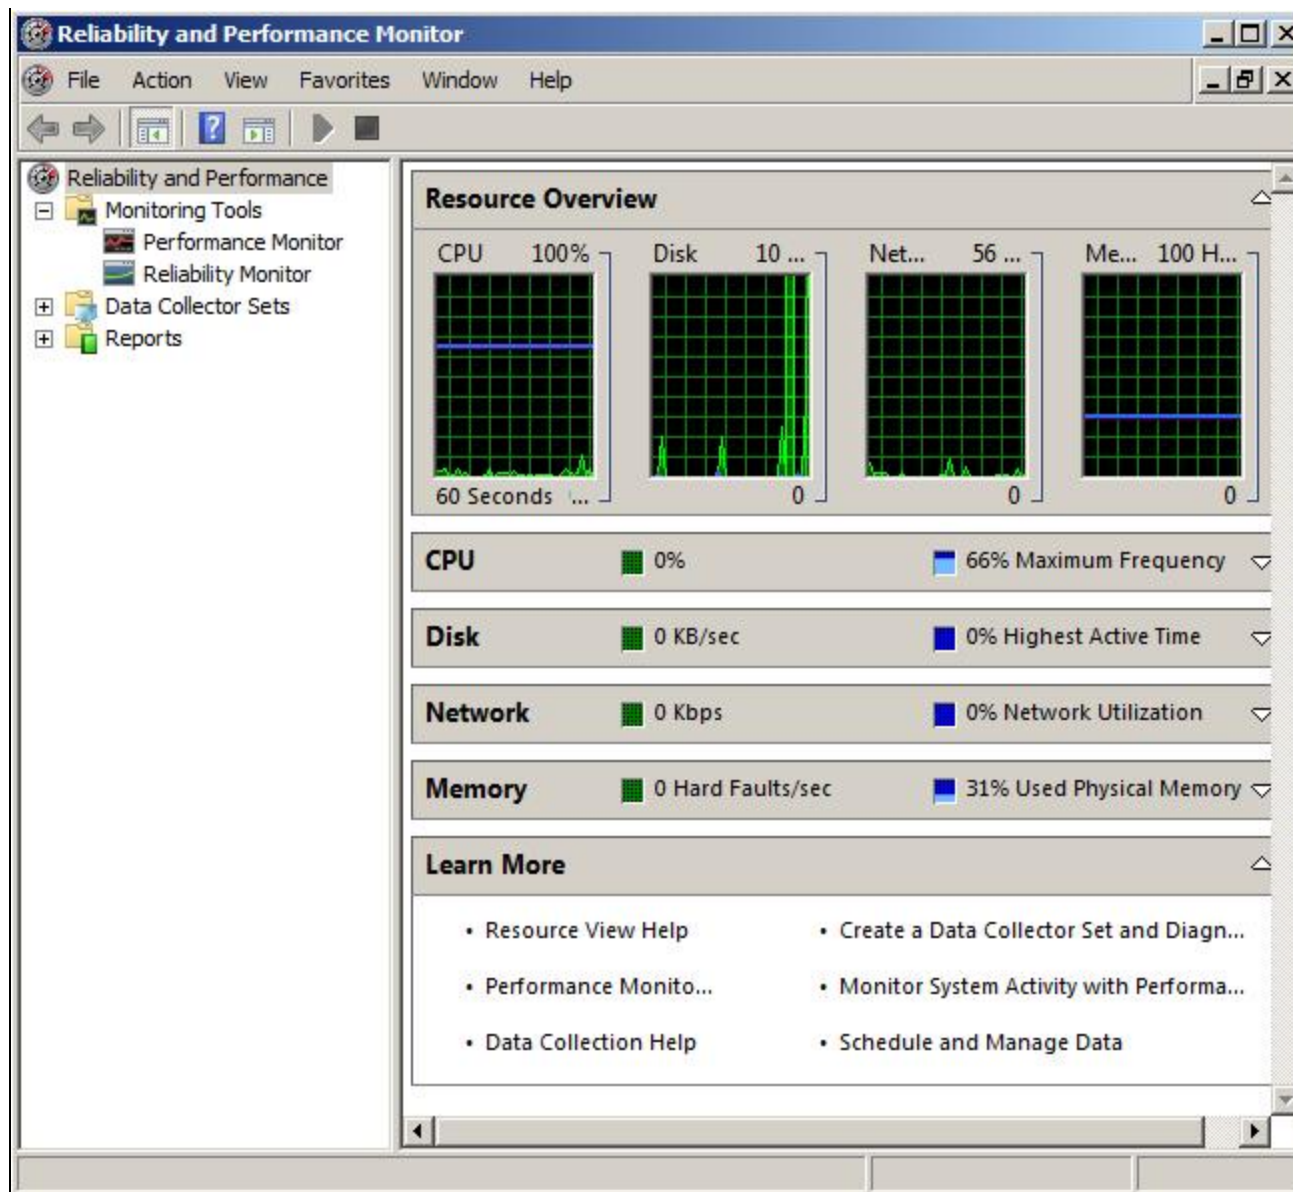 Reliability and Performance Monitor
File Action View Favorites Window Help
Reliability and Performance
Monitoring Tools
Performance Monitor
Reliability Monitor
Data Collector Sets
Reports
Resource Overview
CPU 100% Disk 10 ... Net... 56 ... Me... 100 H...
60 Seconds ... 0 0 0
CPU 0% 66% Maximum Frequency
Disk 0 KB/sec 0% Highest Active Time
Network 0 Kbps 0% Network Utilization
Memory 0 Hard Faults/sec 31% Used Physical Memory
Learn More
• Resource View Help • Create a Data Collector Set and Diagn...
• Performance Monito... • Monitor System Activity with Performa...
• Data Collection Help • Schedule and Manage Data